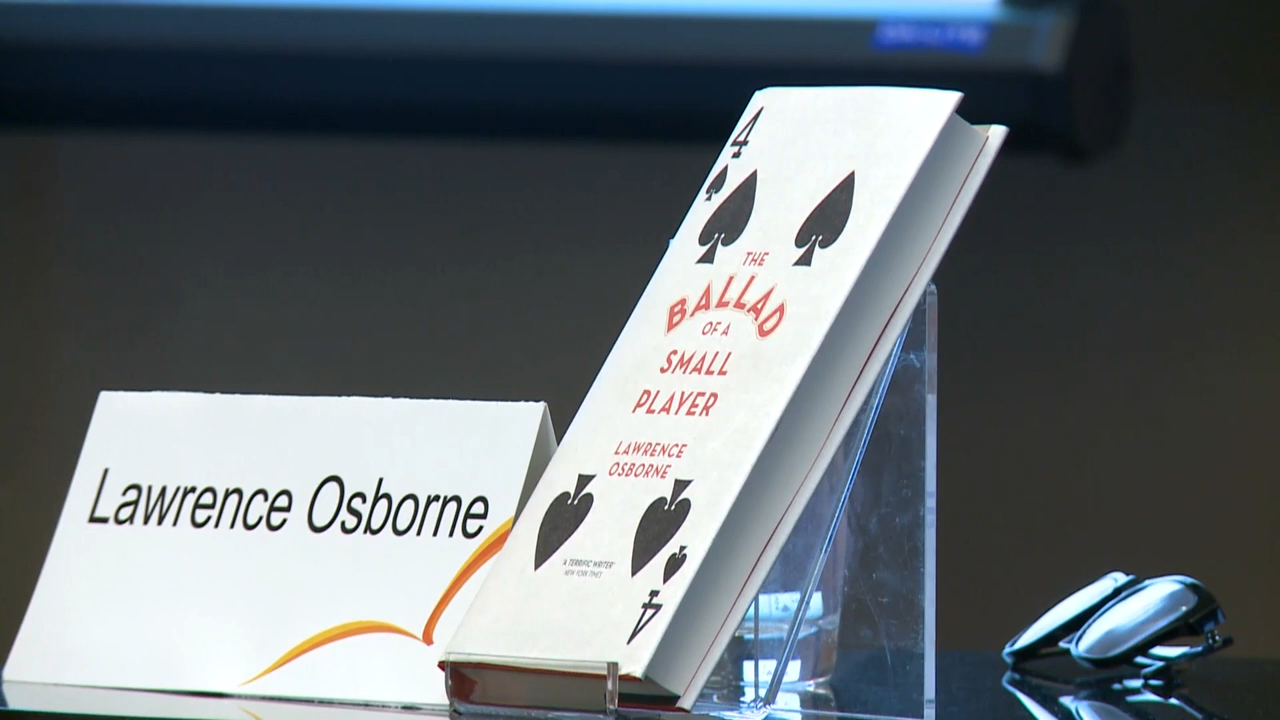 Lawrence Osborne
4
THE
BALLAD
OF A
SMALL
PLAYER
LAWRENCE
OSBORNE
'A TERRIFIC WRITER'
NEW YORK TIMES
4